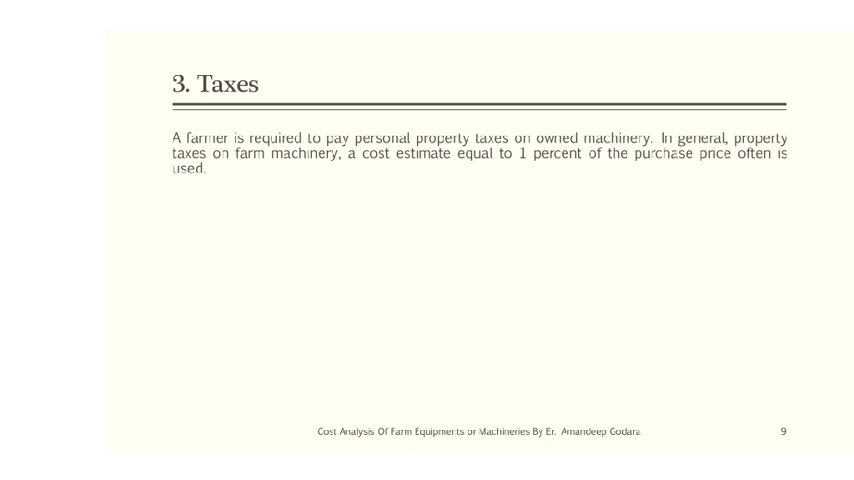 3. Taxes
A farmer is required to pay personal property taxes on owned machinery. In general, property
taxes on farm machinery, a cost estimate equal to 1 percent of the purchase price often is
used.
Cost Analysis Of Farm Equipments or Machineries By Er. Amandeep Godara
9